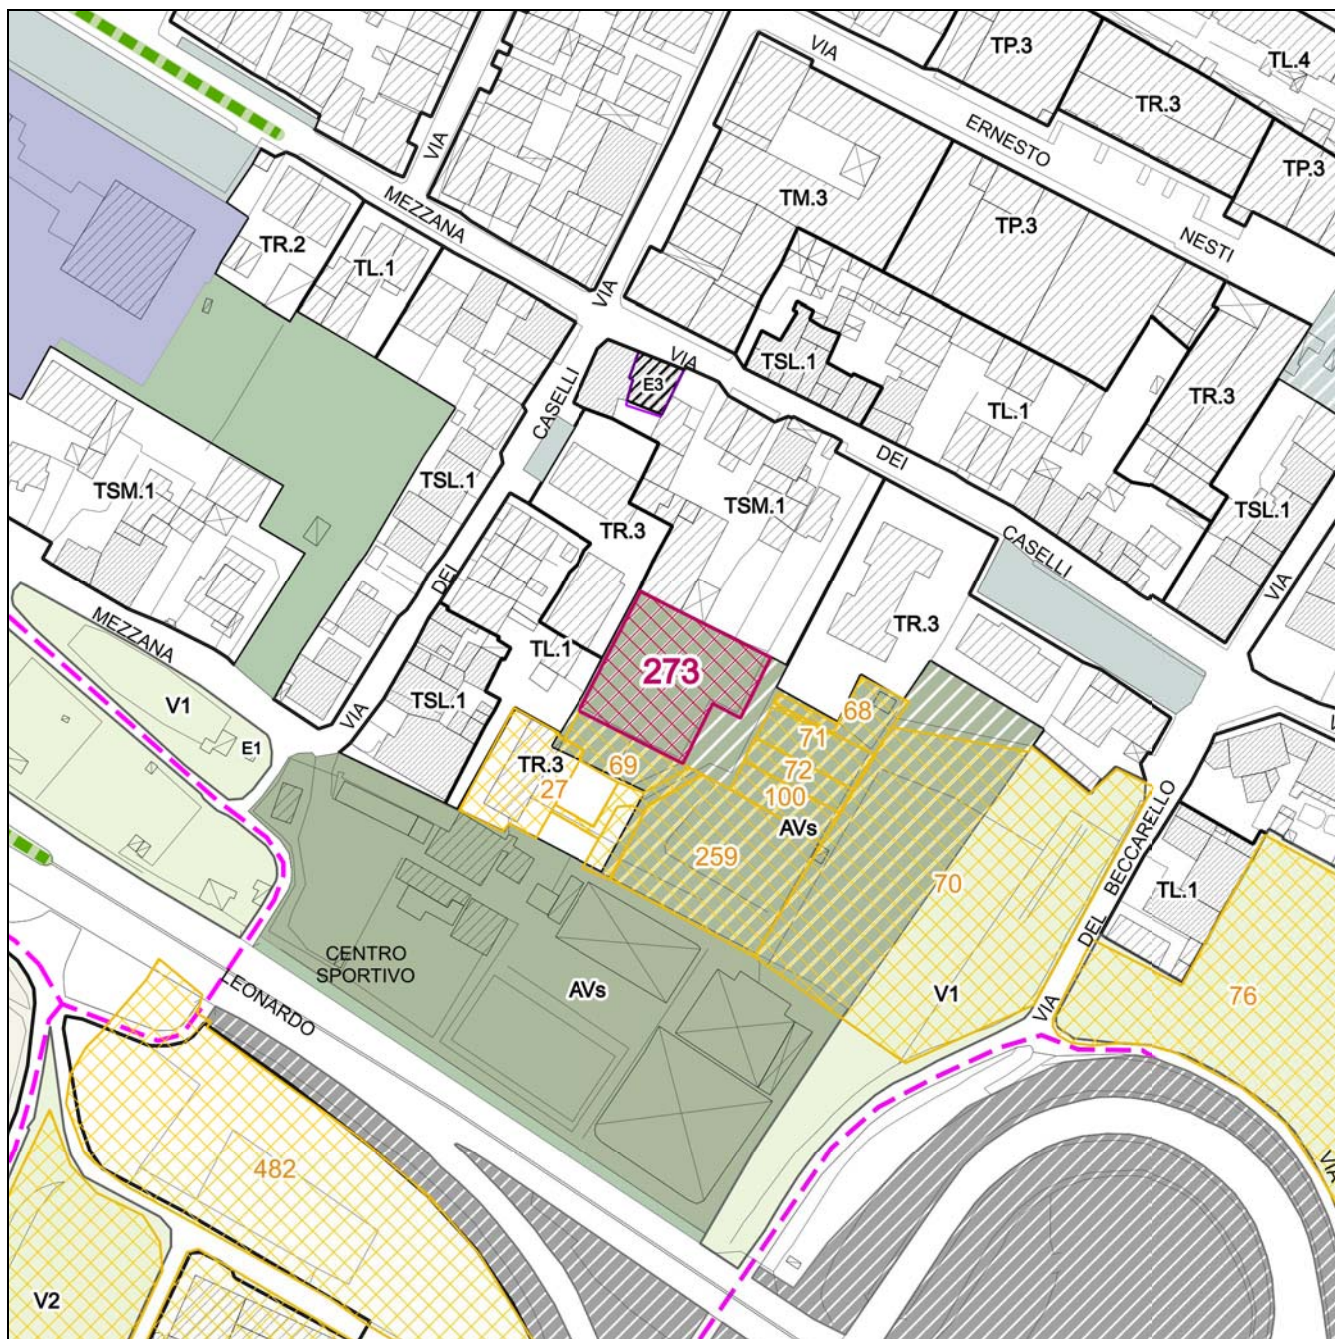 VIA
TP.3
TL.4
TR.3
ERNESTO
TP.3
VIA
MEZZANA
TM.3
TP.3
NESTI
TR.2
TL.1
VIA
VIA
TSL.1
E3
CASELLI
TL.1
TR.3
DEI
TSM.1
TSL.1
TSM.1
TR.3
TSL.1
CASELLI
DEI
VIA
MEZZANA
TL.1
TR.3
273
V1
TSL.1
VIA
E1
68
71
TR.3
69
72
27
100
AVs
259
70
BECCARELLO
TL.1
DEL
CENTRO
SPORTIVO
LEONARDO
AVs
V1
VIA
76
482
VIA
V2